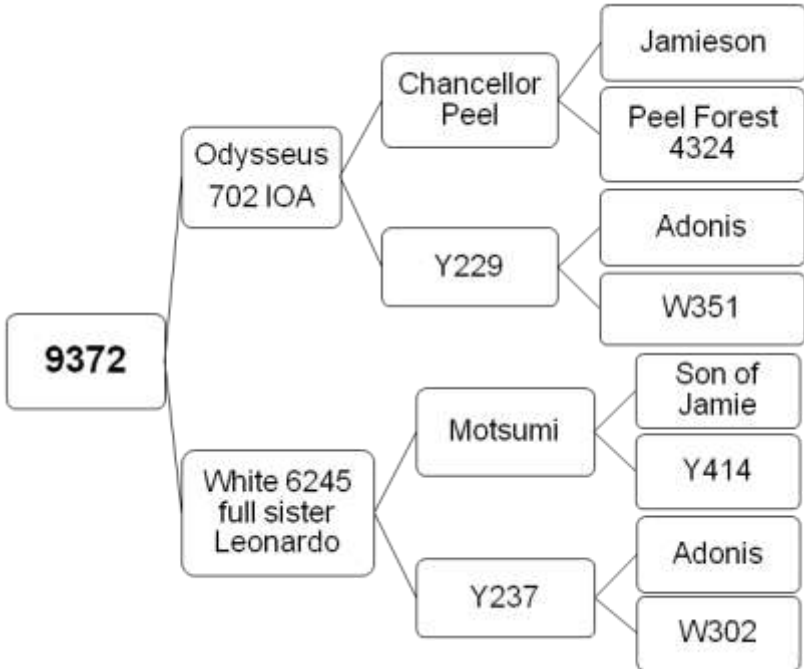 Jamieson
Chancellor
Peel
Peel Forest
4324
Odysseus
702 IOA
Adonis
Y229
W351
9372
Son of
Jamie
Motsumi
Y414
White 6245
full sister
Leonardo
Adonis
Y237
W302